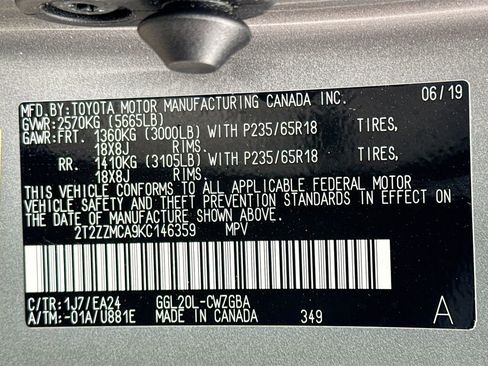 MFD.BY:TOYOTA MOTOR MANUFACTURING CANADA INC. 06/19
GVWR:2570KG (5665LB)
GAWR:FRT. 1360KG (3000LB) WITH P235/65R18 TIRES,
18X8J RIMS.
RR. 1410KG (3105LB) WITH P235/65R18 TIRES,
18X8J RIMS.
THIS VEHICLE CONFORMS TO ALL APPLICABLE FEDERAL MOTOR
VEHICLE SAFETY AND THEFT PREVENTION STANDARDS IN EFFECT ON
THE DATE OF MANUFACTURE SHOWN ABOVE.
2T2ZZMCA9KC146359 MPV
C/TR:1J7/EA24 GGL20L-CWZGBA
A/TM:-01A/U881E MADE IN CANADA 349 A